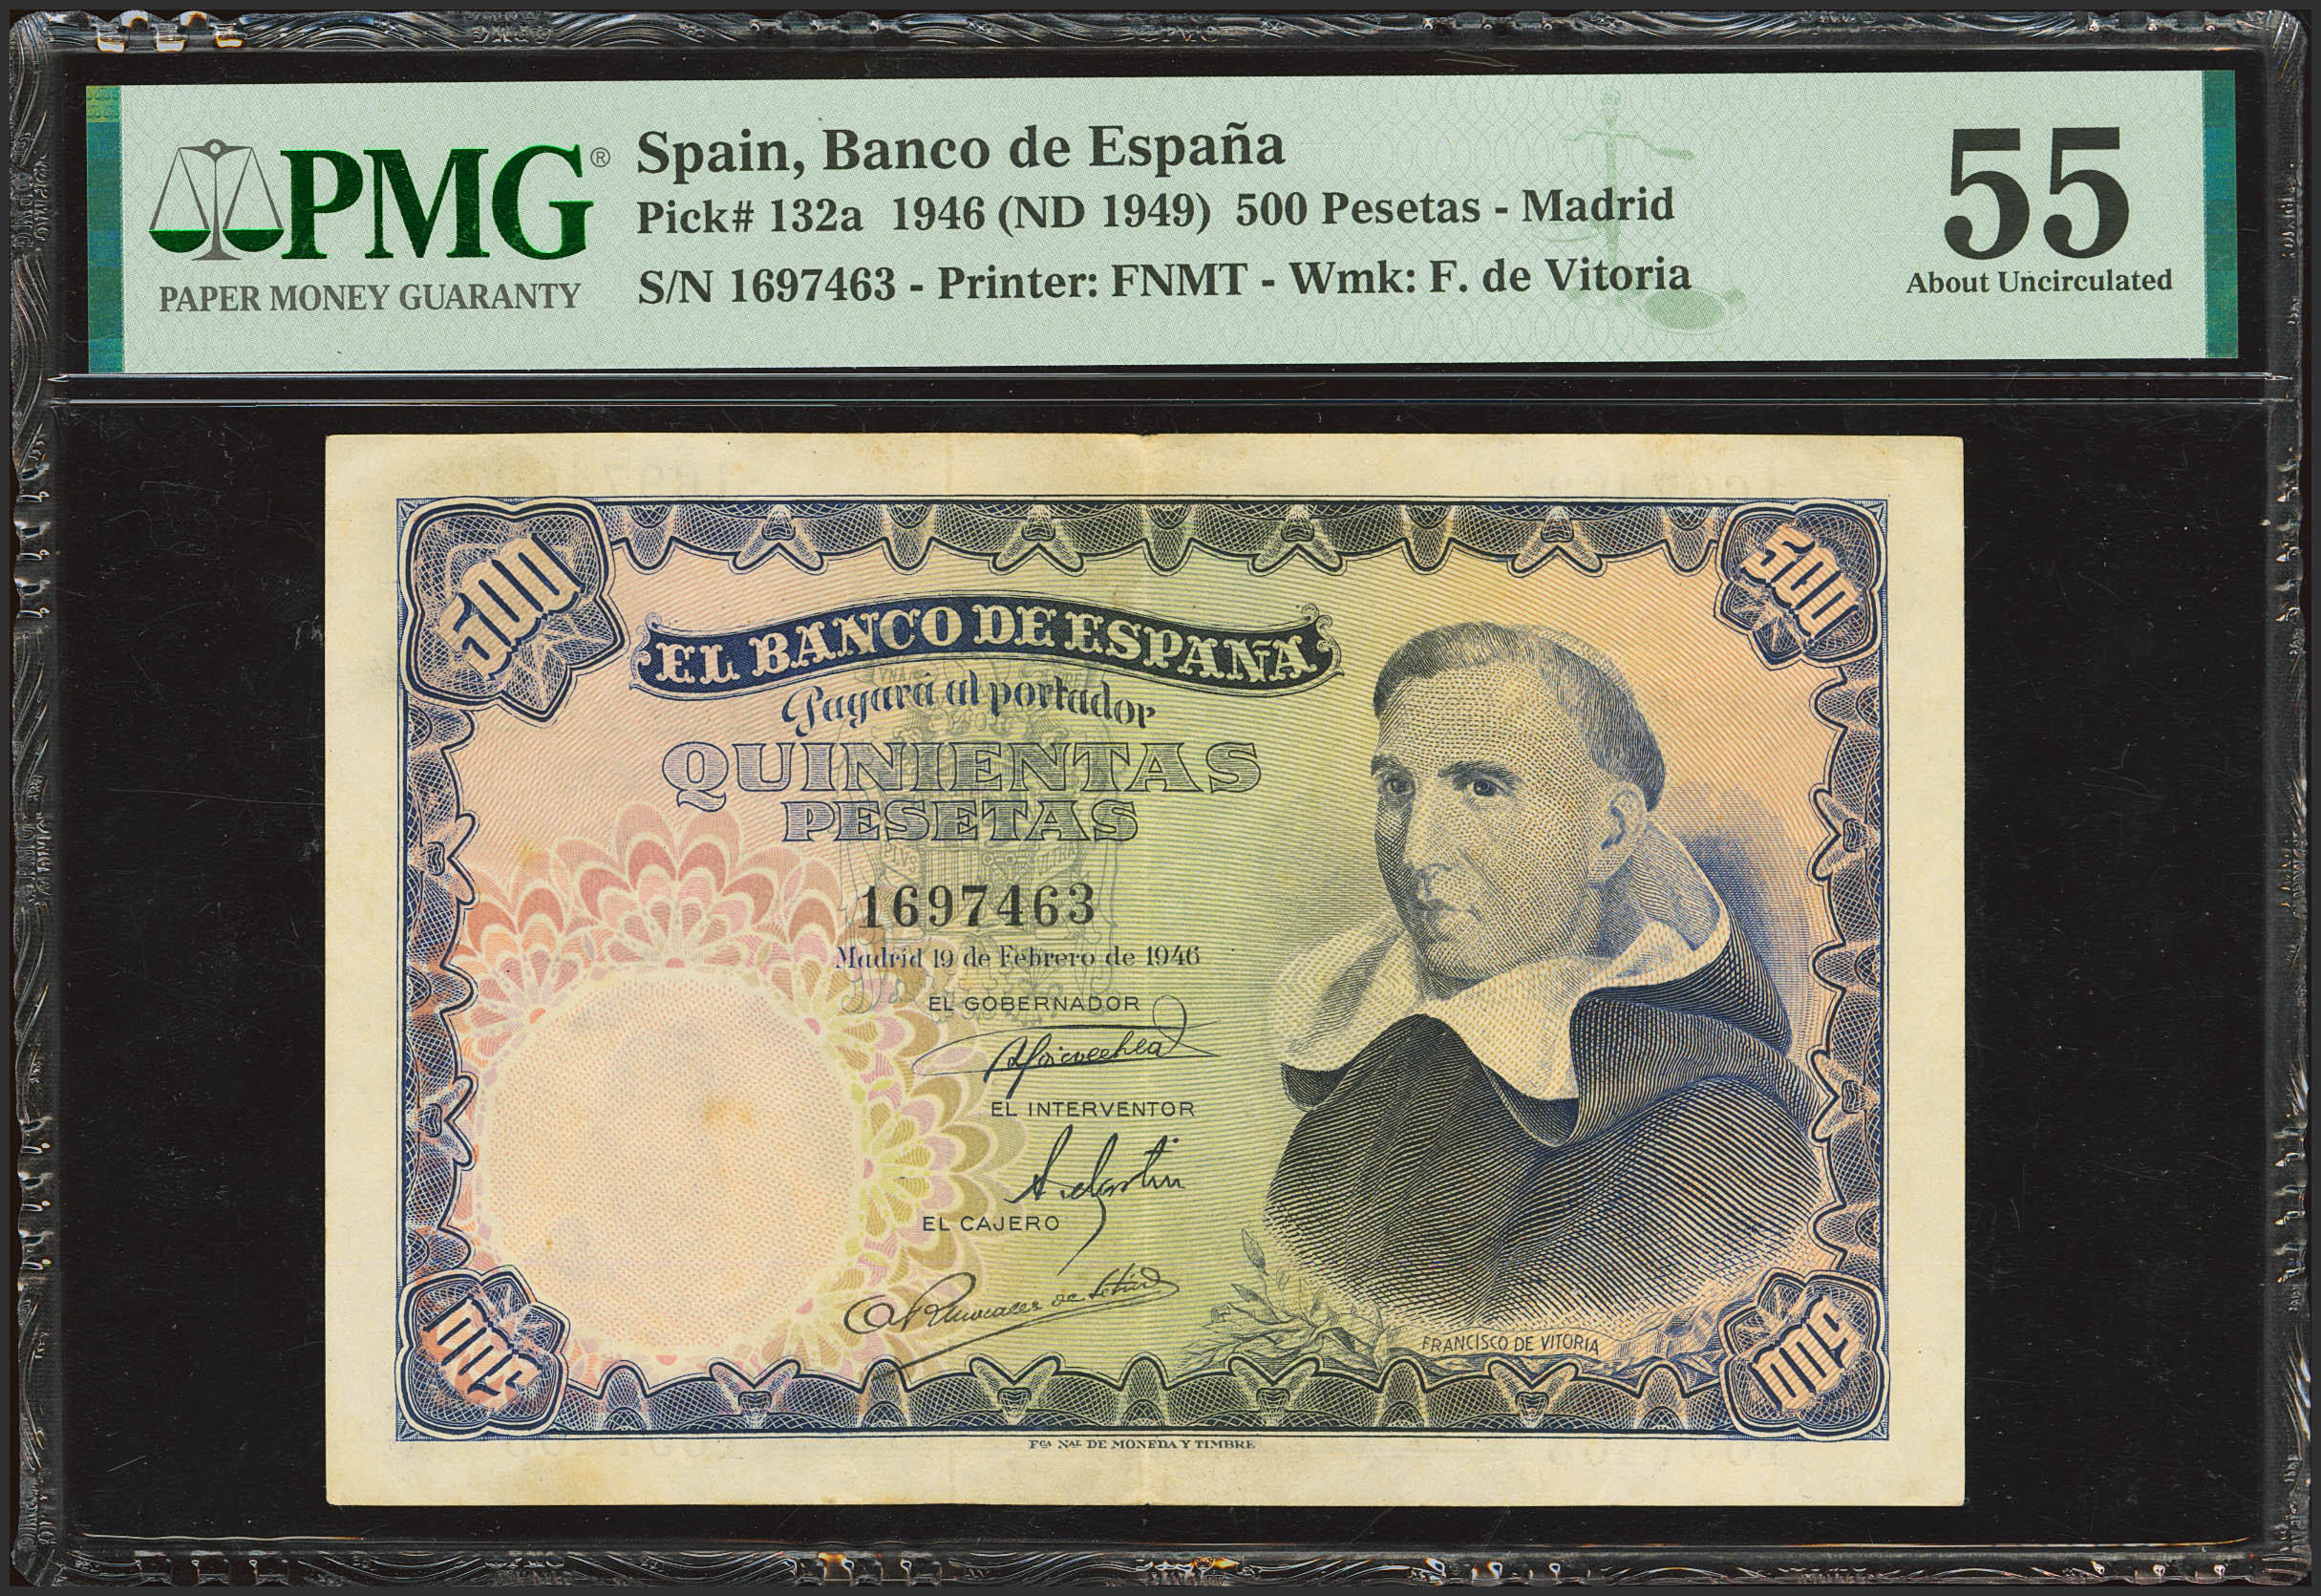 PMG®
PAPER MONEY GUARANTY
Spain, Banco de España
Pick# 132a 1946 (ND 1949) 500 Pesetas - Madrid
S/N 1697463 - Printer: FNMT - Wmk: F. de Vitoria
55
About Uncirculated
500
500
EL BANCO DE ESPAÑA
Pagará al portador
QUINIENTAS
PESETAS
1697463
Madrid 19 de Febrero de 1946
EL GOBERNADOR
EL INTERVENTOR
EL CAJERO
FRANCISCO DE VITORIA
500
500
Fca Nal DE MONEDA Y TIMBRE